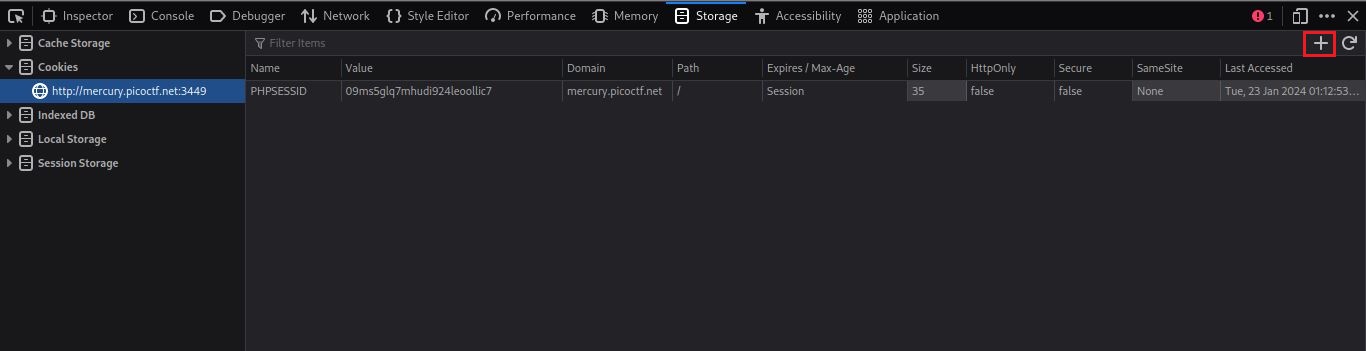 Inspector Console Debugger Network Style Editor Performance Memory Storage Accessibility Application 1
Cache Storage
Filter Items
Cookies
Name Value Domain Path Expires / Max-Age Size HttpOnly Secure SameSite Last Accessed
http://mercury.picoctf.net:3449
PHPSESSID 09ms5glq7mhudi924leoollic7 mercury.picoctf.net / Session 35 false false None Tue, 23 Jan 2024 01:12:53...
Indexed DB
Local Storage
Session Storage